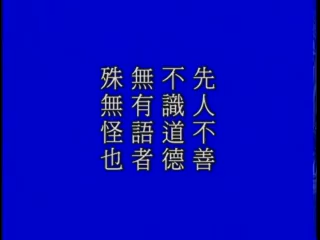 先人不善
不識道德
無有語者
殊無怪也